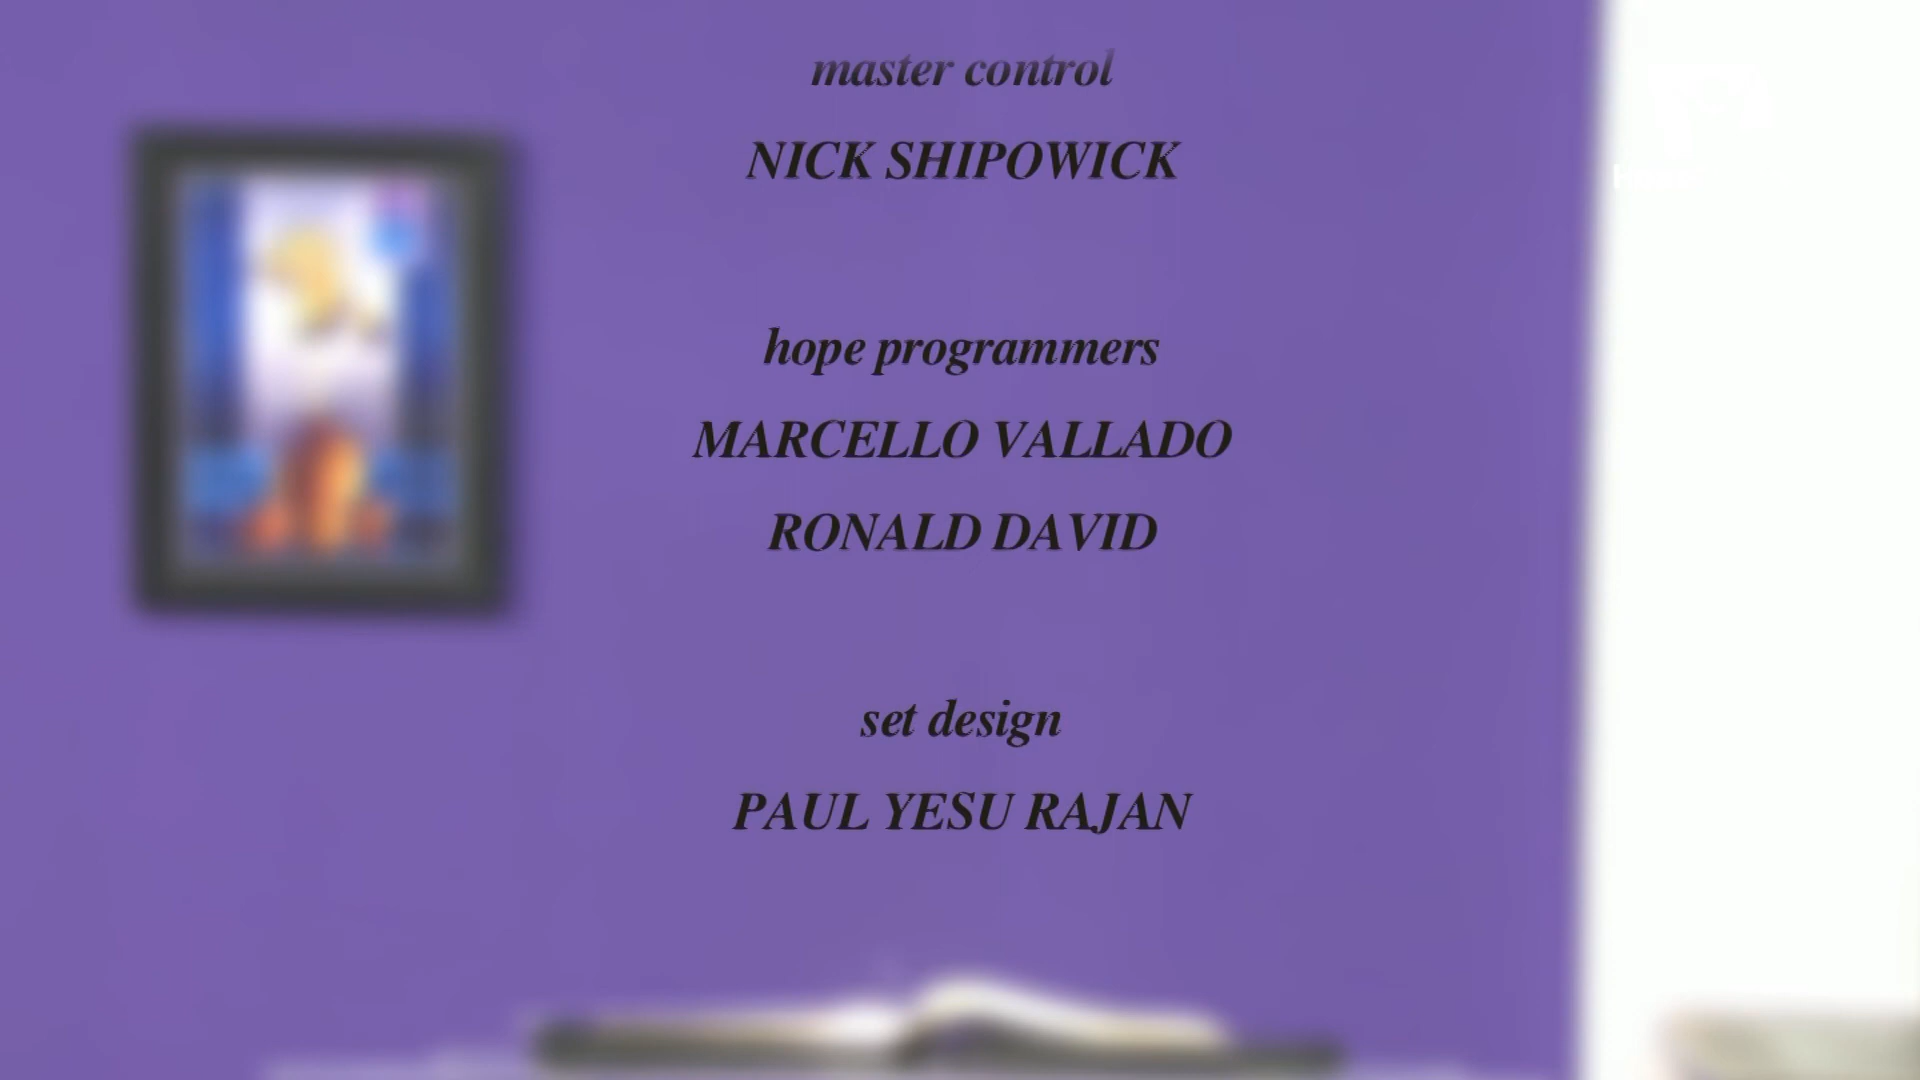 master control
NICK SHIPOWICK
hope programmers
MARCELLO VALLADO
RONALD DAVID
set design
PAUL YESU RAJAN